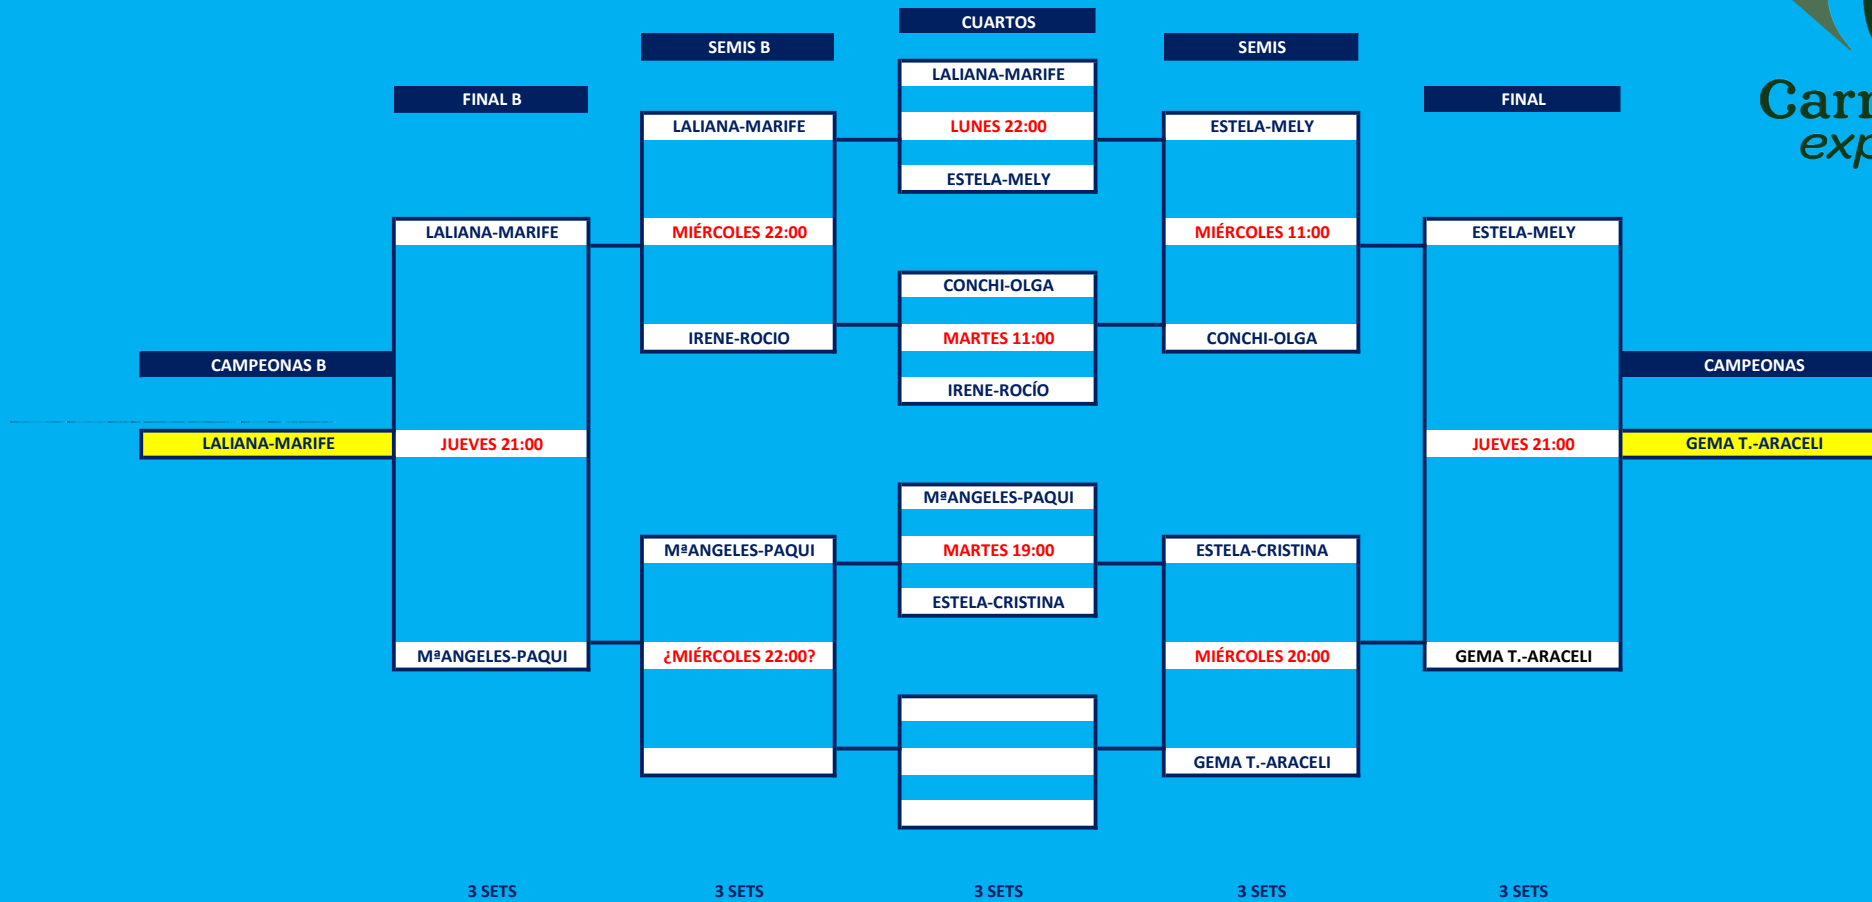 CUARTOS
SEMIS B
SEMIS
LALIANA-MARIFE
FINAL B
FINAL
LALIANA-MARIFE
LUNES 22:00
ESTELA-MELY
ESTELA-MELY
LALIANA-MARIFE
MIÉRCOLES 22:00
MIÉRCOLES 11:00
ESTELA-MELY
CONCHI-OLGA
IRENE-ROCIO
MARTES 11:00
CONCHI-OLGA
CAMPEONAS B
CAMPEONAS
IRENE-ROCÍO
LALIANA-MARIFE
JUEVES 21:00
JUEVES 21:00
GEMA T.-ARACELI
MªANGELES-PAQUI
MªANGELES-PAQUI
MARTES 19:00
ESTELA-CRISTINA
ESTELA-CRISTINA
MªANGELES-PAQUI
¿MIÉRCOLES 22:00?
MIÉRCOLES 20:00
GEMA T.-ARACELI
GEMA T.-ARACELI
3 SETS
3 SETS
3 SETS
3 SETS
3 SETS